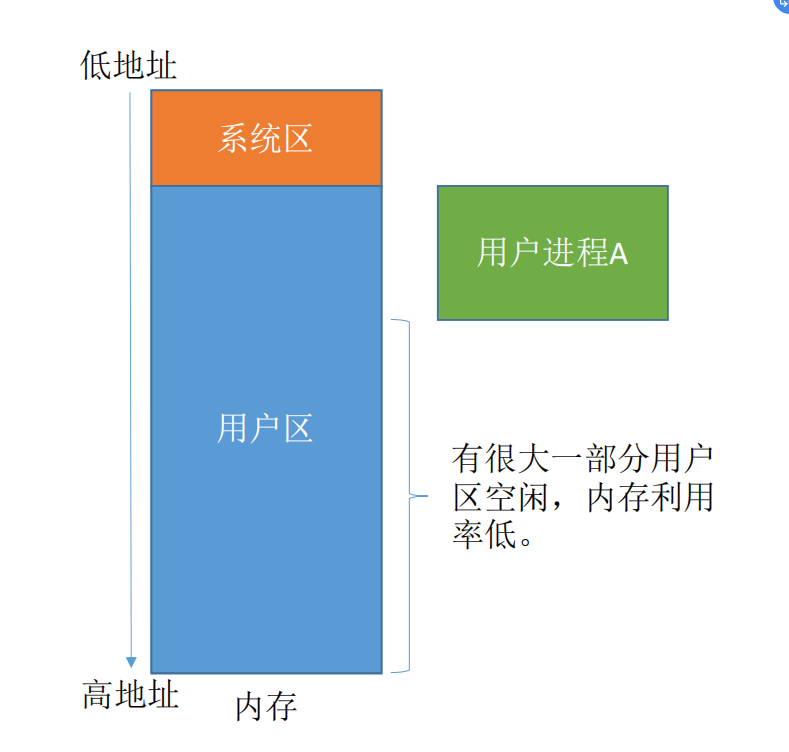 低地址
系统区
用户进程A
用户区
有很大一部分用户
区空闲，内存利用
率低。
高地址
内存